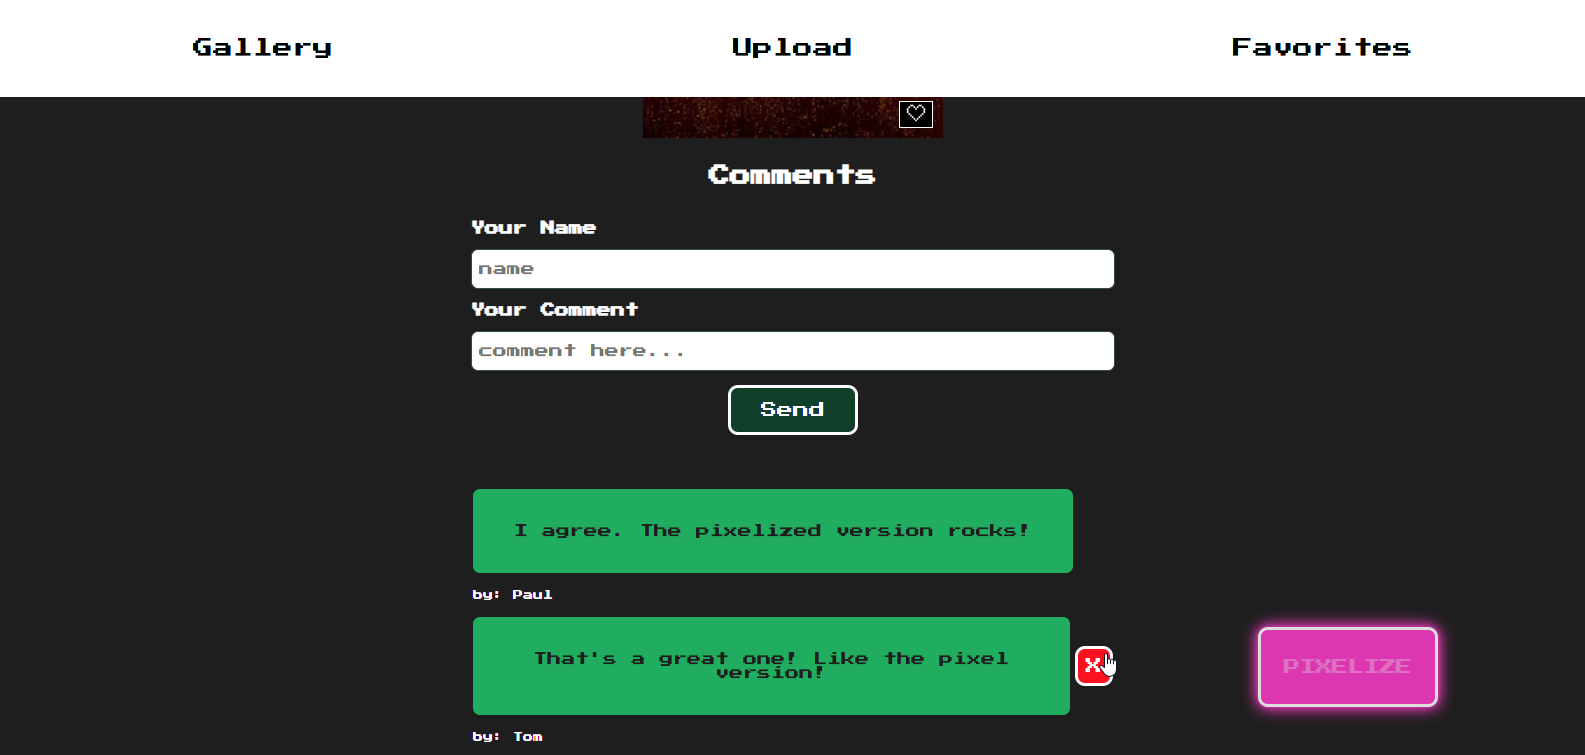 Gallery
Upload
Favorites
Comments
Your Name
name
Your Comment
comment here...
Send
I agree. The pixelized version rocks!
by: Paul
That's a great one! Like the pixel
version!
X
PIXELIZE
by: Tom